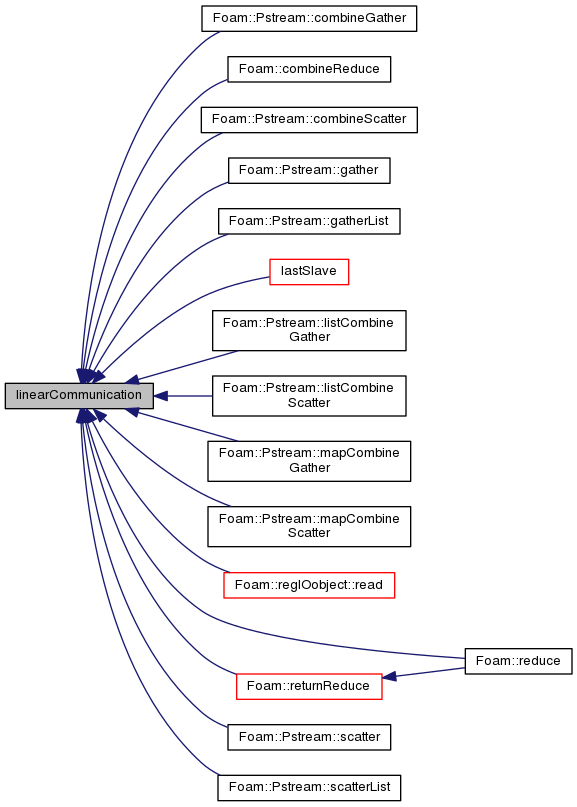 Foam::Pstream::combineGather
Foam::combineReduce
Foam::Pstream::combineScatter
Foam::Pstream::gather
Foam::Pstream::gatherList
lastSlave
Foam::Pstream::listCombine
Gather
linearCommunication
Foam::Pstream::listCombine
Scatter
Foam::Pstream::mapCombine
Gather
Foam::Pstream::mapCombine
Scatter
Foam::regIOobject::read
Foam::reduce
Foam::returnReduce
Foam::Pstream::scatter
Foam::Pstream::scatterList